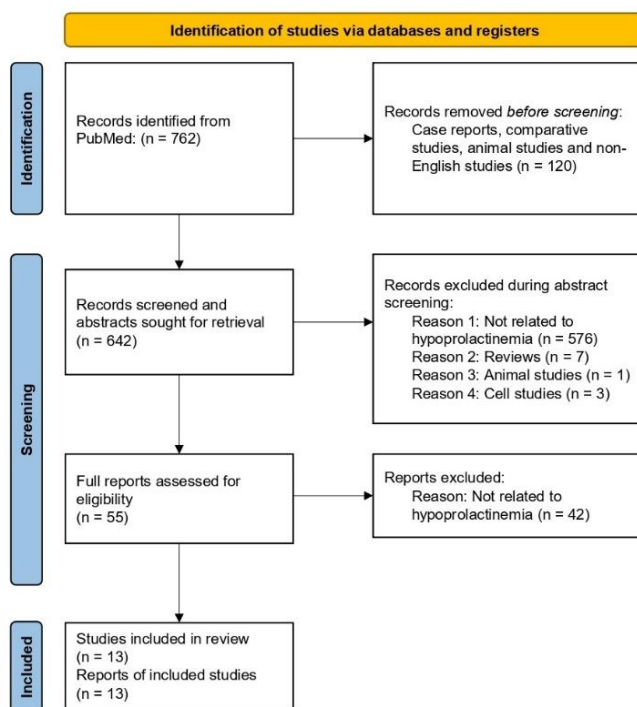 Identification of studies via databases and registers
Identification
Records identified from
PubMed: (n = 762)
Records removed before screening:
Case reports, comparative
studies, animal studies and non-
English studies (n = 120)
Screening
Records screened and
abstracts sought for retrieval
(n = 642)
Records excluded during abstract
screening:
Reason 1: Not related to
hypoprolactinemia (n = 576)
Reason 2: Reviews (n = 7)
Reason 3: Animal studies (n = 1)
Reason 4: Cell studies (n = 3)
Full reports assessed for
eligibility
(n = 55)
Reports excluded:
Reason: Not related to
hypoprolactinemia (n = 42)
Included
Studies included in review
(n = 13)
Reports of included studies
(n = 13)